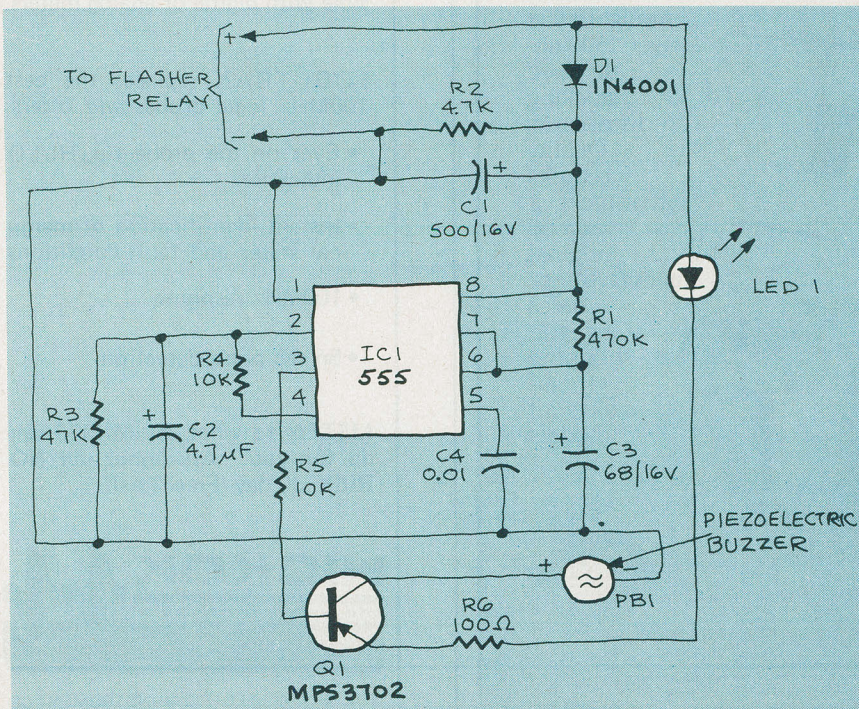 +
TO FLASHER
RELAY
−
D1
1N4001
R2
4.7K
+
C1
500/16V
LED 1
1
2
3
4
8
7
6
5
IC1
555
R1
470K
R4
10K
R3
47K
+
C2
4.7µF
R5
10K
C4
0.01
+
C3
68/16V
PIEZOELECTRIC
BUZZER
+
−
≈
PB1
R6
100Ω
Q1
MPS3702